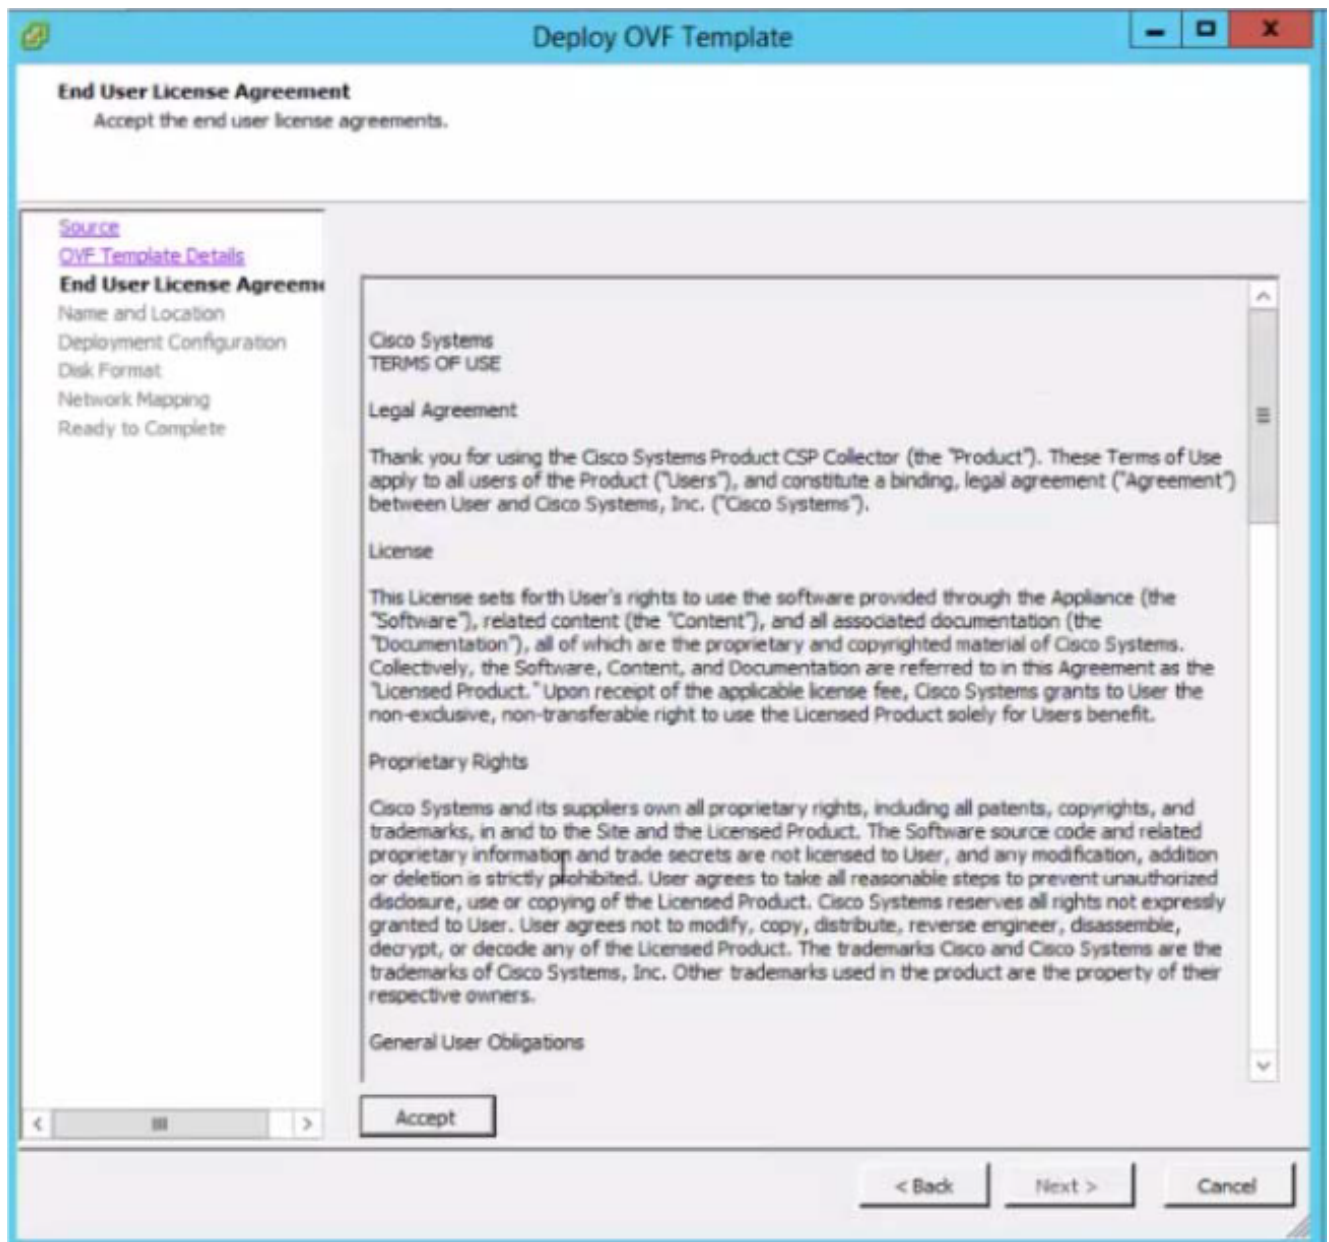 Deploy OVF Template
X
End User License Agreement
Accept the end user license agreements.
Source
OVF Template Details
End User License Agreeme
Name and Location
Deployment Configuration
Disk Format
Network Mapping
Ready to Complete
Cisco Systems
TERMS OF USE
Legal Agreement
Thank you for using the Cisco Systems Product CSP Collector (the "Product"). These Terms of Use
apply to all users of the Product ("Users"), and constitute a binding, legal agreement ("Agreement")
between User and Cisco Systems, Inc. ("Cisco Systems").
License
This License sets forth User's rights to use the software provided through the Appliance (the
"Software"), related content (the "Content"), and all associated documentation (the
"Documentation"), all of which are the proprietary and copyrighted material of Cisco Systems.
Collectively, the Software, Content, and Documentation are referred to in this Agreement as the
"Licensed Product." Upon receipt of the applicable license fee, Cisco Systems grants to User the
non-exclusive, non-transferable right to use the Licensed Product solely for Users benefit.
Proprietary Rights
Cisco Systems and its suppliers own all proprietary rights, including all patents, copyrights, and
trademarks, in and to the Site and the Licensed Product. The Software source code and related
proprietary information and trade secrets are not licensed to User, and any modification, addition
or deletion is strictly prohibited. User agrees to take all reasonable steps to prevent unauthorized
disclosure, use or copying of the Licensed Product. Cisco Systems reserves all rights not expressly
granted to User. User agrees not to modify, copy, distribute, reverse engineer, disassemble,
decrypt, or decode any of the Licensed Product. The trademarks Cisco and Cisco Systems are the
trademarks of Cisco Systems, Inc. Other trademarks used in the product are the property of their
respective owners.
General User Obligations
Accept
< Back
Next >
Cancel